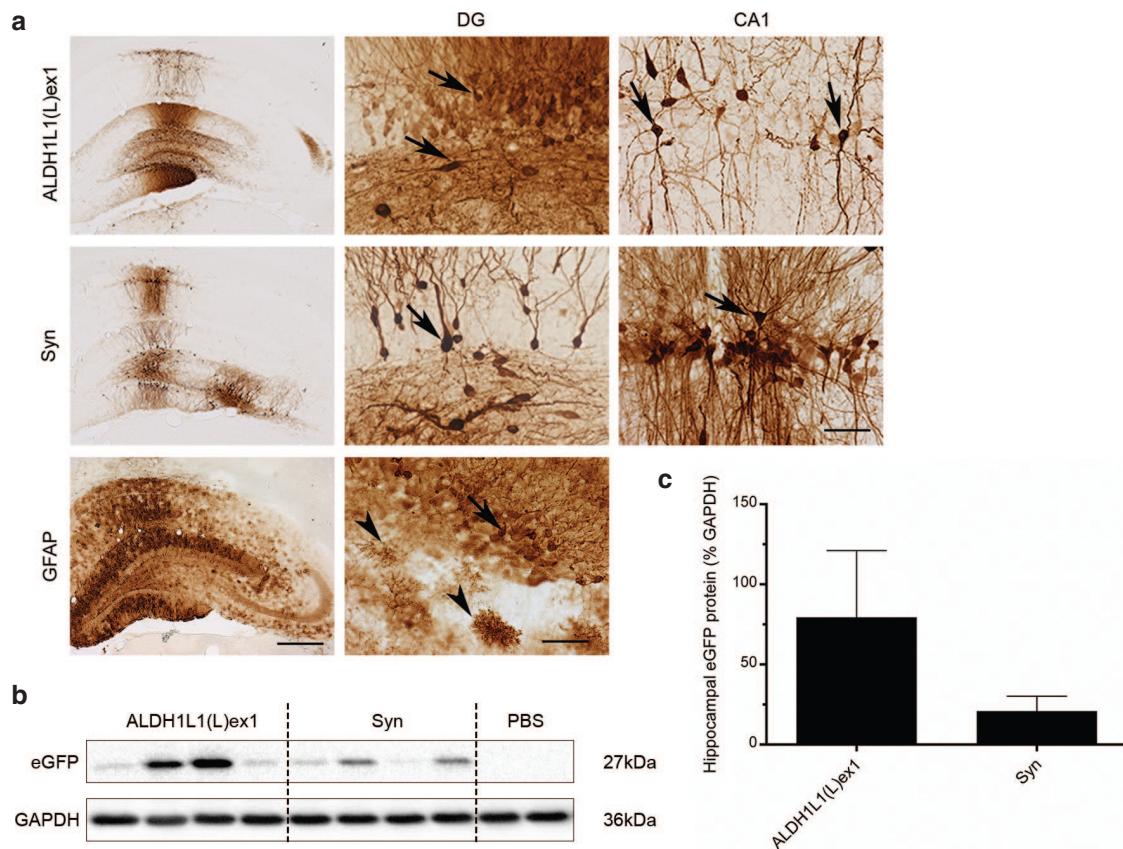 a
DG
CA1
ALDH1L1(L)ex1
Syn
GFAP
b
ALDH1L1(L)ex1
Syn
PBS
eGFP
27kDa
GAPDH
36kDa
c
Hippocampal eGFP protein (% GAPDH)
150
100
50
0
ALDH1L1(L)ex1
Syn